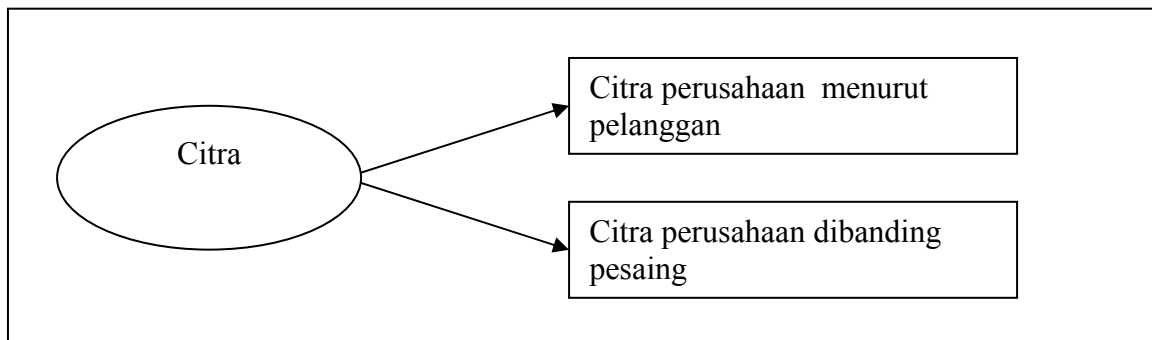 Citra
Citra perusahaan menurut
pelanggan
Citra perusahaan dibanding
pesaing